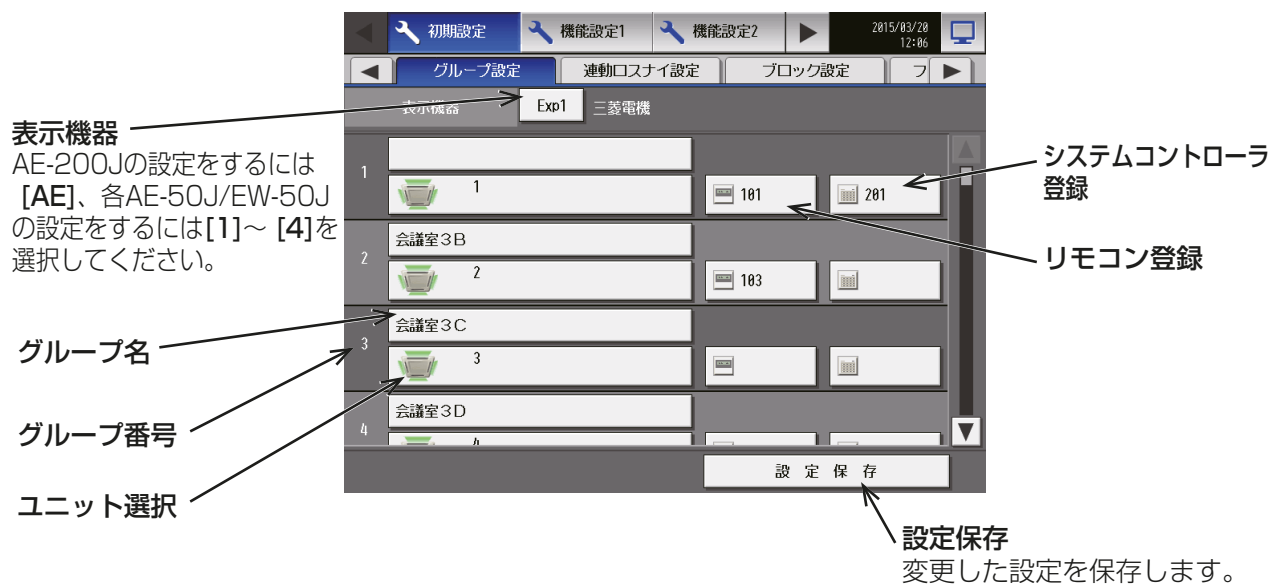 初期設定 機能設定1 機能設定2 2015/03/20
12:06
グループ設定 連動ロスナイ設定 ブロック設定 フ
表示機器 Exp1 三菱電機
表示機器
AE-200Jの設定をするには
[AE]、各AE-50J/EW-50J
の設定をするには[1]～ [4]を
選択してください。
1
1 101 201
システムコントローラ
登録
リモコン登録
会議室3B
2
2 103
会議室3C
3
3
グループ名
グループ番号
ユニット選択
会議室3D
4
4
設 定 保 存
設定保存
変更した設定を保存します。